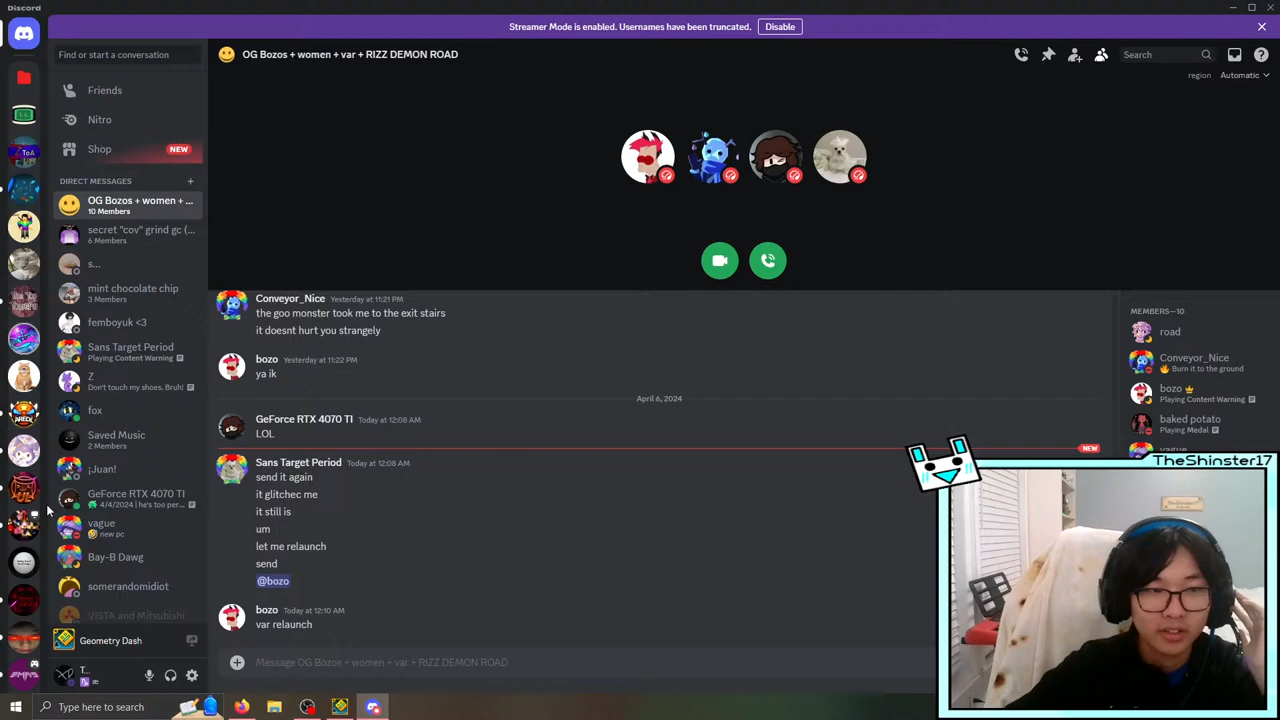 Discord
Streamer Mode is enabled. Usernames have been truncated.
Disable
Find or start a conversation
OG Bozos + women + var + RIZZ DEMON ROAD
Search
region
Automatic
Friends
Nitro
Shop
NEW
DIRECT MESSAGES
OG Bozos + women + ...
10 Members
secret "cov" grind gc (...
6 Members
s...
mint chocolate chip
3 Members
femboyuk <3
Sans Target Period
Playing Content Warning
Z
Don't touch my shoes, Bruh!
fox
Saved Music
2 Members
¡Juan!
GeForce RTX 4070 TI
4/4/2024 | he's too per...
vague
new pc
Bay-B Dawg
somerandomidiot
VISTA and Mitsubishi
Geometry Dash
T...
Conveyor_Nice Yesterday at 11:21 PM
the goo monster took me to the exit stairs
it doesnt hurt you strangely
bozo Yesterday at 11:22 PM
ya ik
April 6, 2024
GeForce RTX 4070 TI Today at 12:08 AM
LOL
NEW
Sans Target Period Today at 12:08 AM
send it again
it glitchec me
it still is
um
let me relaunch
send
@bozo
bozo Today at 12:10 AM
var relaunch
Message OG Bozos + women + var + RIZZ DEMON ROAD
MEMBERS—10
road
Conveyor_Nice
Burn it to the ground
bozo
Playing Content Warning
baked potato
Playing Medal
vague
TheShinster17
Type here to search